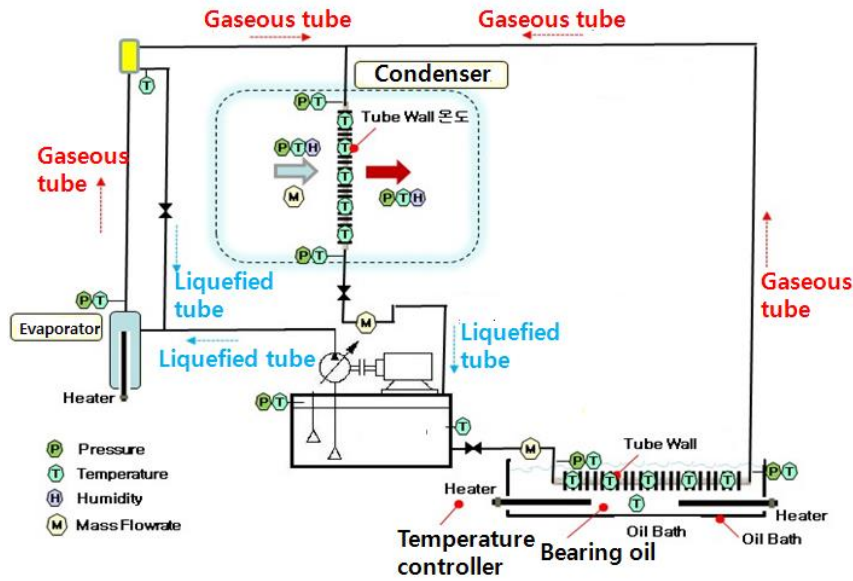 Gaseous tube
Gaseous tube
T
Condenser
P T
T
Tube Wall 온도
T
P T H
T
M
P T H
T
T
P T
Gaseous
tube
Liquefied
tube
Gaseous
tube
P T
Evaporator
M
Liquefied
tube
Liquefied tube
Heater
P T
T
P Pressure
T Temperature
H Humidity
M Mass Flowrate
M
P T
Tube Wall
P T
T T T T T
Heater
T
Heater
Temperature
controller
Bearing oil
Oil Bath
Oil Bath